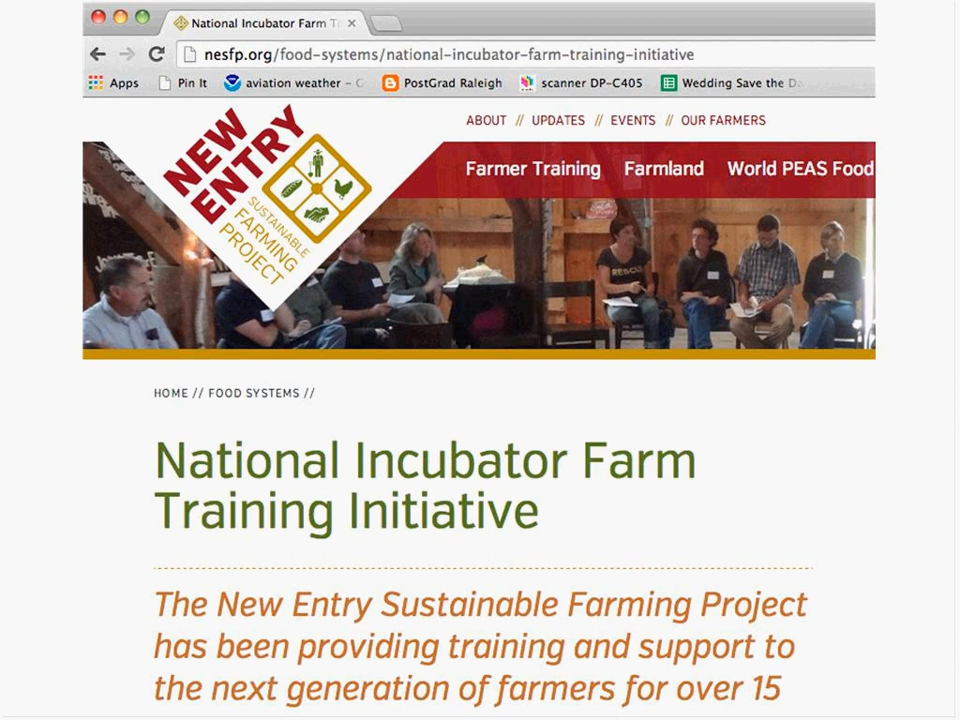 National Incubator Farm T
nesfp.org/food-systems/national-incubator-farm-training-initiative
Apps Pin It aviation weather – G PostGrad Raleigh scanner DP-C405 Wedding Save the D
ABOUT // UPDATES // EVENTS // OUR FARMERS
NEW
ENTRY
SUSTAINABLE
FARMING
PROJECT
Farmer Training Farmland World PEAS Food
RESCUE
HOME // FOOD SYSTEMS //
National Incubator Farm
Training Initiative
The New Entry Sustainable Farming Project
has been providing training and support to
the next generation of farmers for over 15